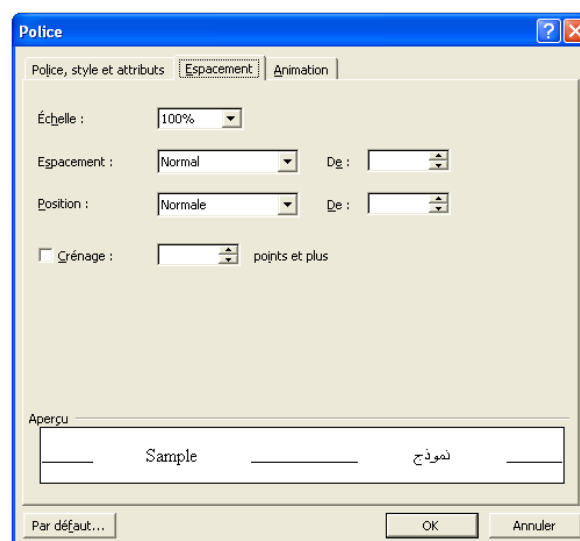 Police
Police, style et attributs Espacement Animation
Échelle : 100%
Espacement : Normal De :
Position : Normale De :
Crénage : points et plus
Aperçu
Sample نموذج
Par défaut... OK Annuler